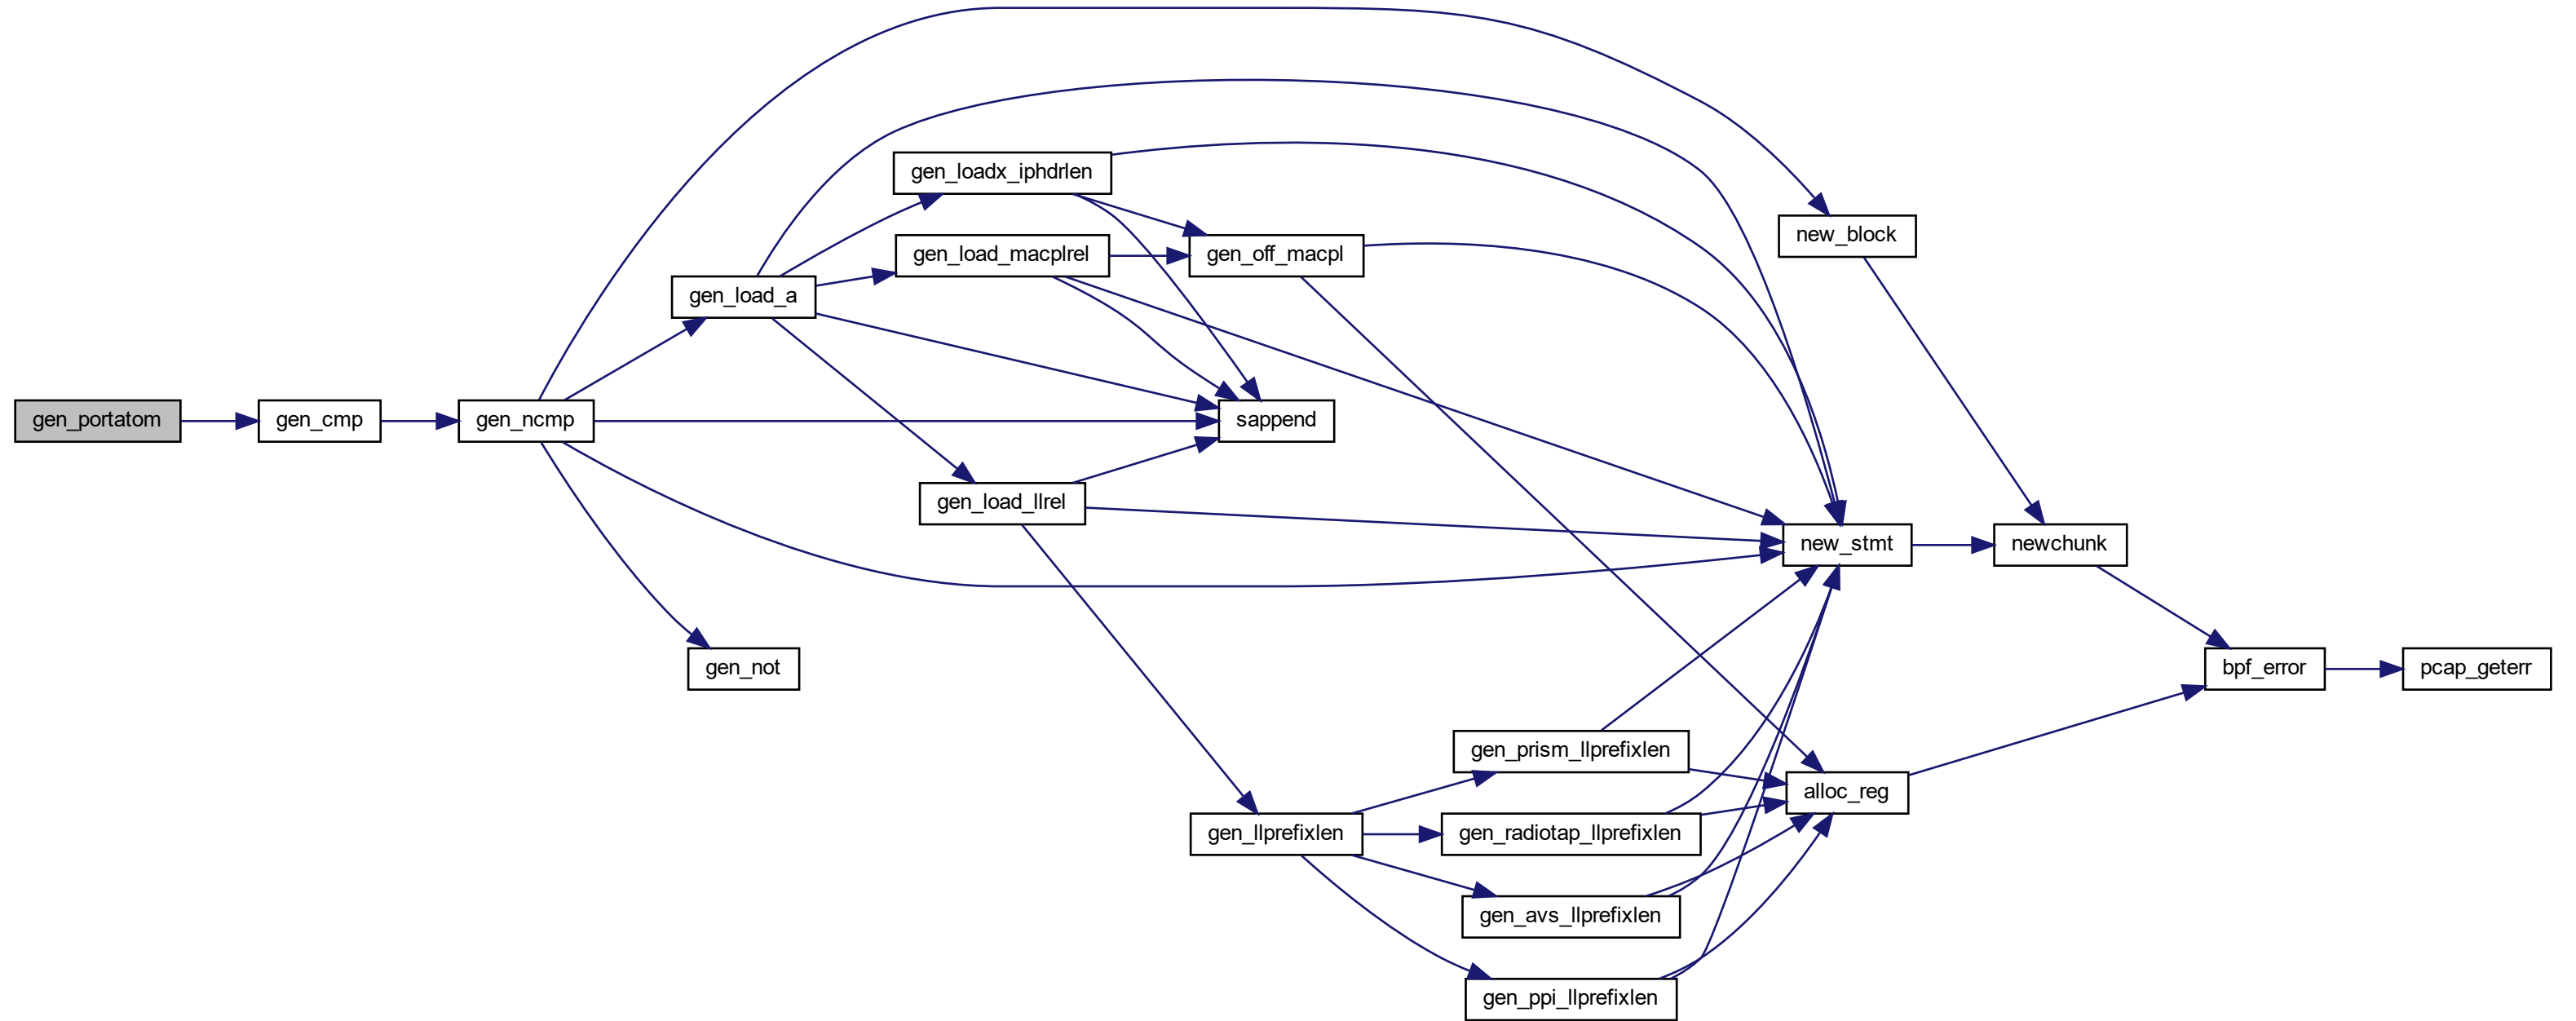 gen_portatom
gen_cmp
gen_ncmp
gen_load_a
gen_loadx_iphdrlen
gen_load_macplrel
gen_off_macpl
sappend
gen_load_llrel
gen_not
gen_llprefixlen
gen_prism_llprefixlen
gen_radiotap_llprefixlen
gen_avs_llprefixlen
gen_ppi_llprefixlen
new_block
new_stmt
alloc_reg
newchunk
bpf_error
pcap_geterr